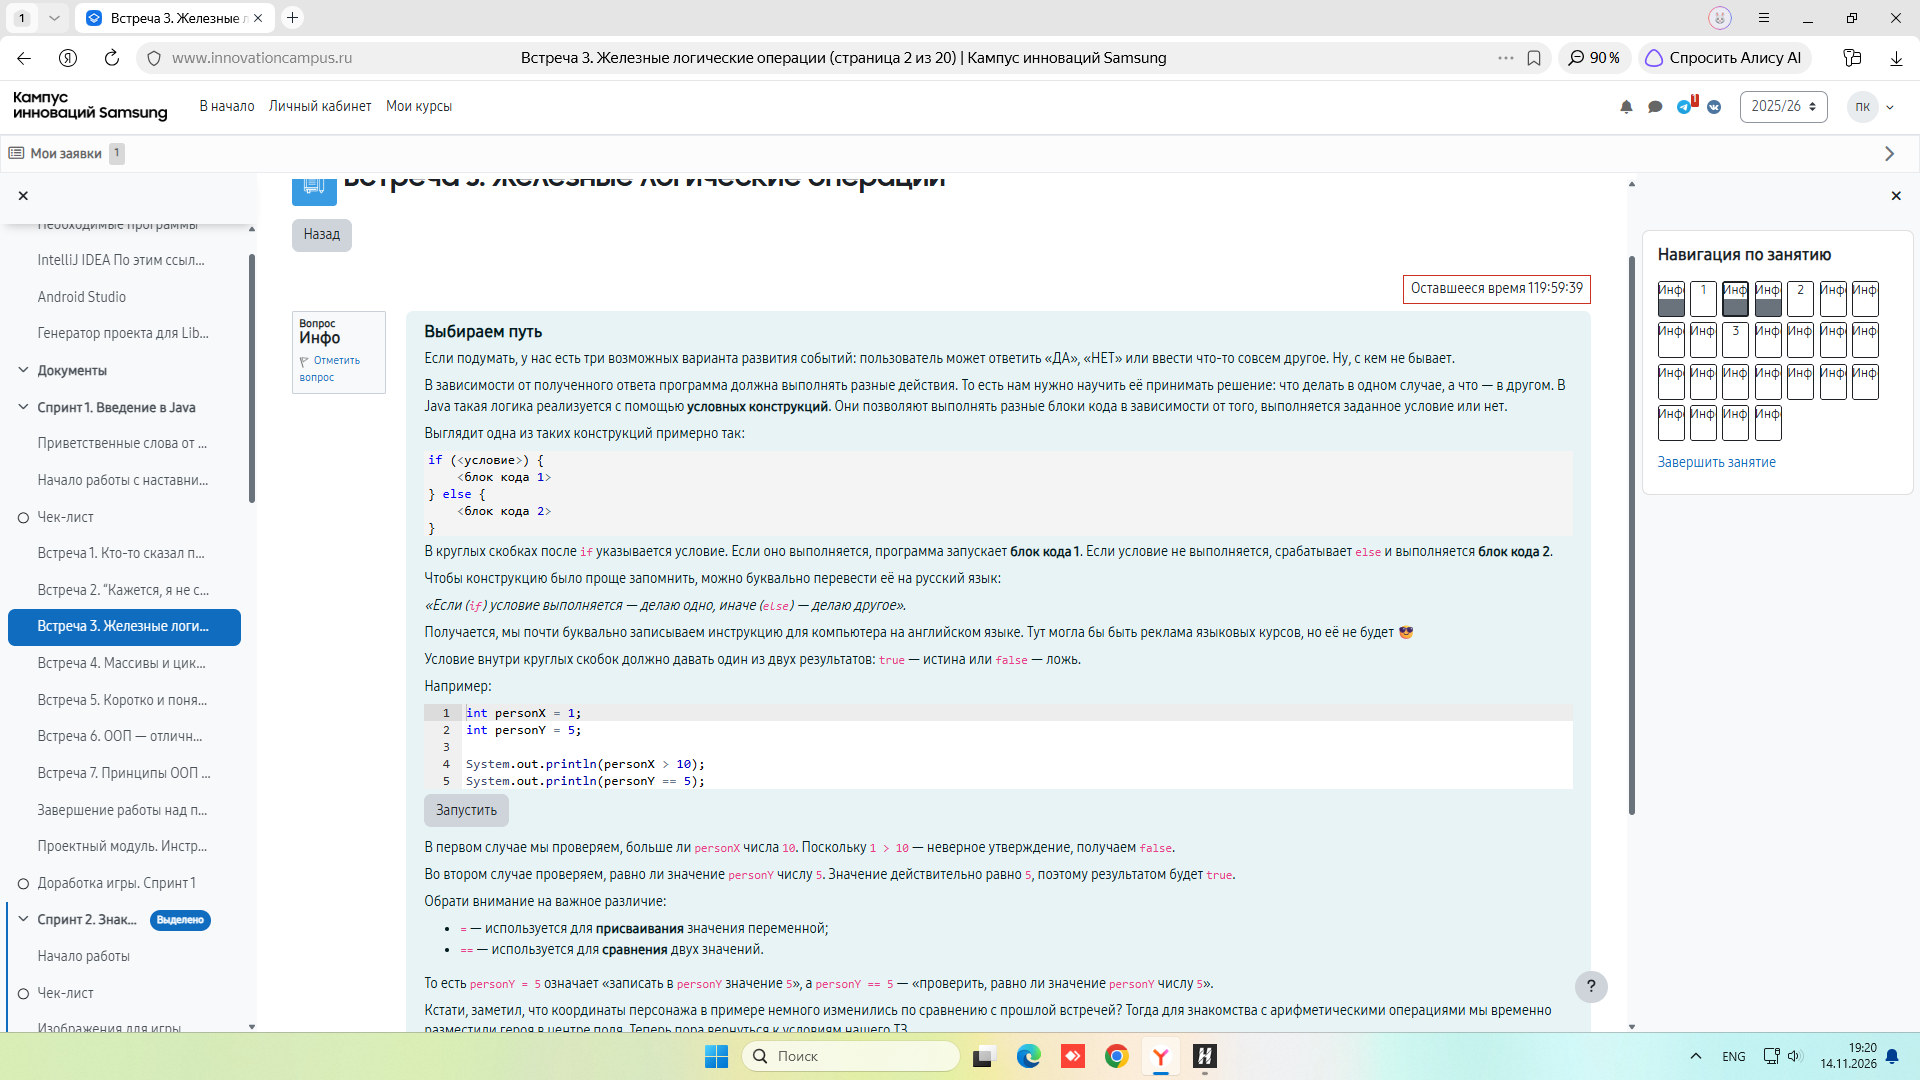 1
Встреча 3. Железные л
www.innovationcampus.ru
Встреча 3. Железные логические операции (страница 2 из 20) | Кампус инноваций Samsung
90 %
Спросить Алису AI
Кампус
инноваций Samsung
В начало
Личный кабинет
Мои курсы
1
2025/26
ПК
Мои заявки 1
Необходимые программы
IntelliJ IDEA По этим ссыл...
Android Studio
Генератор проекта для Lib...
Документы
Спринт 1. Введение в Java
Приветственные слова от ...
Начало работы с наставни...
Чек-лист
Встреча 1. Кто-то сказал п...
Встреча 2. “Кажется, я не с...
Встреча 3. Железные логи...
Встреча 4. Массивы и цик...
Встреча 5. Коротко и поня...
Встреча 6. ООП — отличн...
Встреча 7. Принципы ООП ...
Завершение работы над п...
Проектный модуль. Инстр...
Доработка игры. Спринт 1
Спринт 2. Знак... Выделено
Начало работы
Чек-лист
Изображения для игры
Встреча 3. Железные логические операции
Назад
Оставшееся время 119:59:39
Вопрос
Инфо
Отметить
вопрос
Выбираем путь
Если подумать, у нас есть три возможных варианта развития событий: пользователь может ответить «ДА», «НЕТ» или ввести что-то совсем другое. Ну, с кем не бывает.
В зависимости от полученного ответа программа должна выполнять разные действия. То есть нам нужно научить её принимать решение: что делать в одном случае, а что — в другом. В
Java такая логика реализуется с помощью условных конструкций. Они позволяют выполнять разные блоки кода в зависимости от того, выполняется заданное условие или нет.
Выглядит одна из таких конструкций примерно так:
if (<условие>) {
<блок кода 1>
} else {
<блок кода 2>
}
В круглых скобках после if указывается условие. Если оно выполняется, программа запускает блок кода 1. Если условие не выполняется, срабатывает else и выполняется блок кода 2.
Чтобы конструкцию было проще запомнить, можно буквально перевести её на русский язык:
«Если (if) условие выполняется — делаю одно, иначе (else) — делаю другое».
Получается, мы почти буквально записываем инструкцию для компьютера на английском языке. Тут могла бы быть реклама языковых курсов, но её не будет 😎
Условие внутри круглых скобок должно давать один из двух результатов: true — истина или false — ложь.
Например:
1 int personX = 1;
2 int personY = 5;
3
4 System.out.println(personX > 10);
5 System.out.println(personY == 5);
Запустить
В первом случае мы проверяем, больше ли personX числа 10. Поскольку 1 > 10 — неверное утверждение, получаем false.
Во втором случае проверяем, равно ли значение personY числу 5. Значение действительно равно 5, поэтому результатом будет true.
Обрати внимание на важное различие:
• = — используется для присваивания значения переменной;
• == — используется для сравнения двух значений.
То есть personY = 5 означает «записать в personY значение 5», а personY == 5 — «проверить, равно ли значение personY числу 5».
Кстати, заметил, что координаты персонажа в примере немного изменились по сравнению с прошлой встречей? Тогда для знакомства с арифметическими операциями мы временно
разместили героя в центре поля. Теперь пора вернуться к условиям нашего ТЗ
?
Навигация по занятию
Инф 1 Инф Инф 2 Инф Инф
Инф Инф 3 Инф Инф Инф Инф
Инф Инф Инф Инф Инф Инф Инф
Инф Инф Инф Инф
Завершить занятие
Поиск
ENG
19:20
14.11.2026